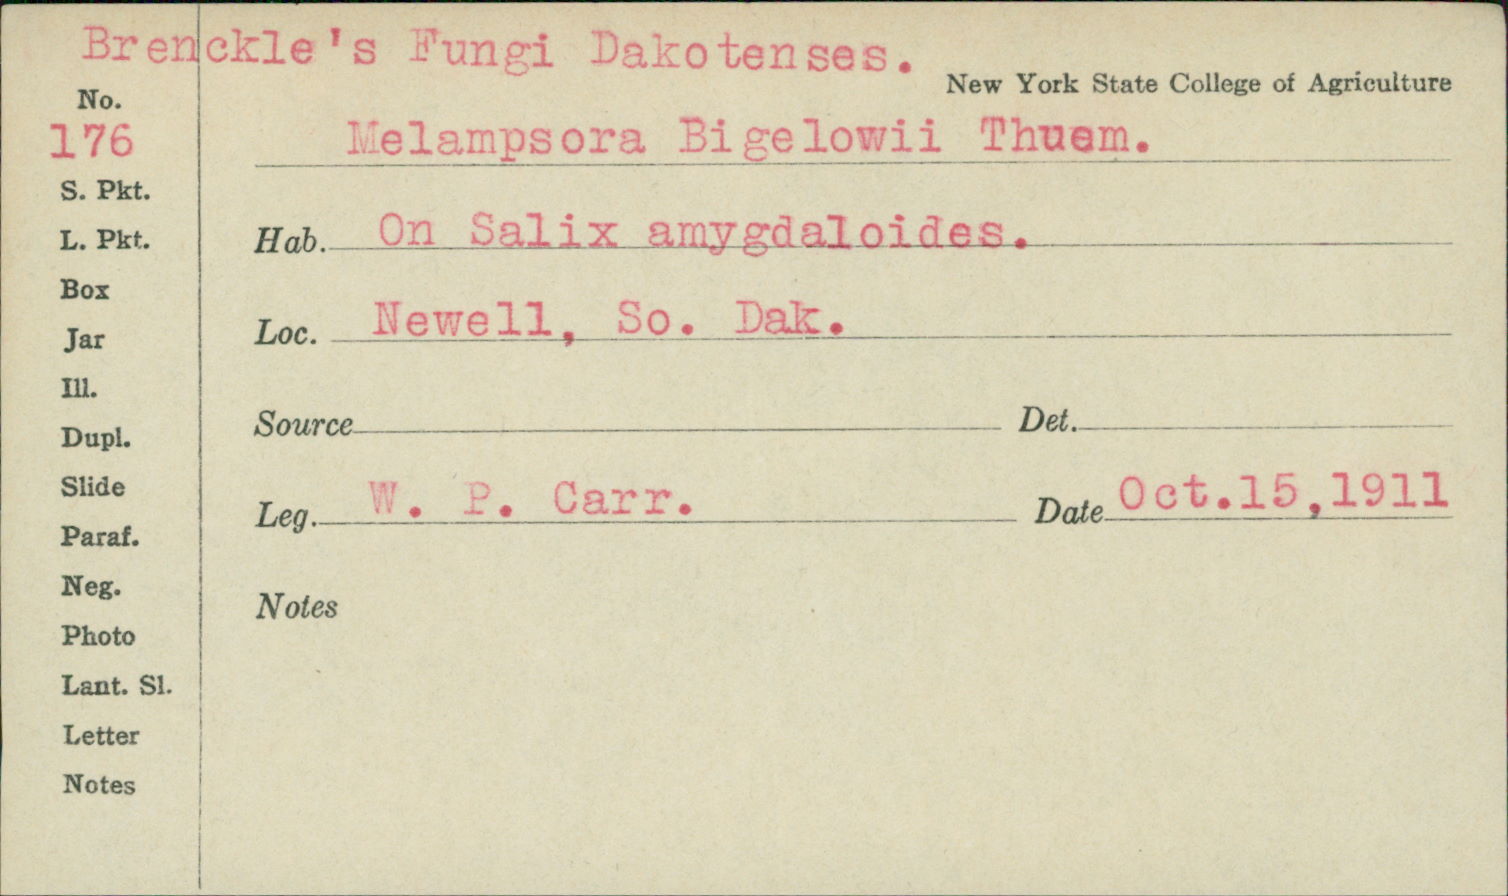 Brenckle's Fungi Dakotenses.
New York State College of Agriculture
No.
176
Melampsora Bigelowii Thuem.
S. Pkt.
L. Pkt.
Hab. On Salix amygdaloides.
Box
Jar
Loc. Newell, So. Dak.
Ill.
Dupl.
Source Det.
Slide
Leg. W. P. Carr. Date Oct.15,1911
Paraf.
Neg.
Notes
Photo
Lant. Sl.
Letter
Notes